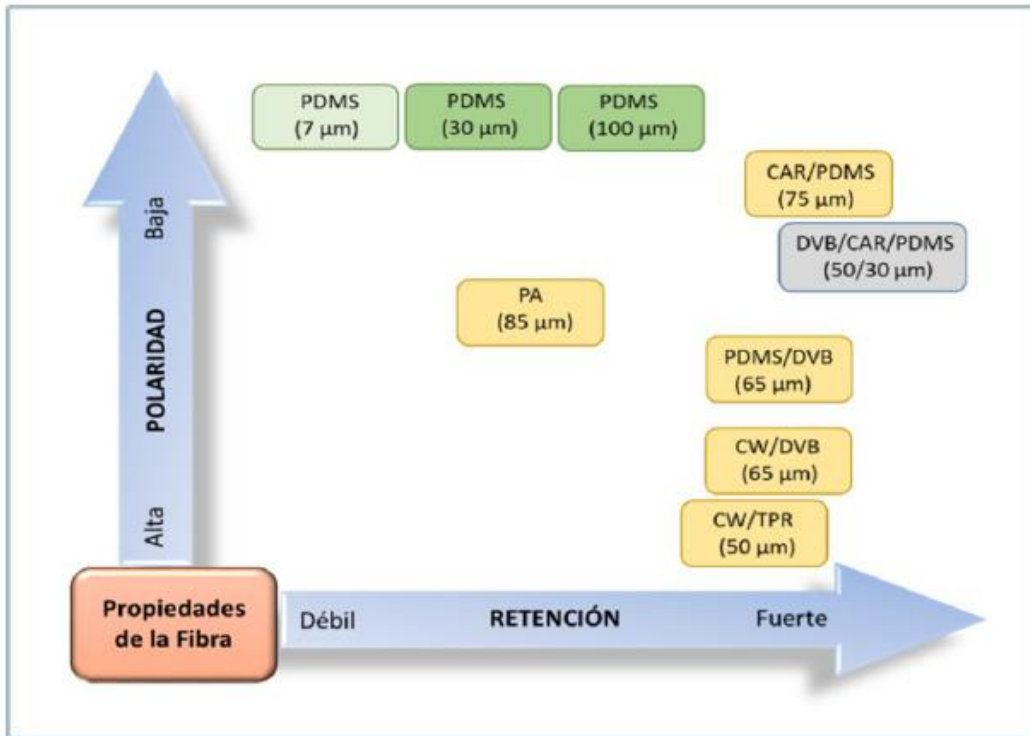 PDMS
(7 µm)
PDMS
(30 µm)
PDMS
(100 µm)
CAR/PDMS
(75 µm)
DVB/CAR/PDMS
(50/30 µm)
PA
(85 µm)
PDMS/DVB
(65 µm)
CW/DVB
(65 µm)
CW/TPR
(50 µm)
Baja
POLARIDAD
Alta
Propiedades
de la Fibra
Débil
RETENCIÓN
Fuerte